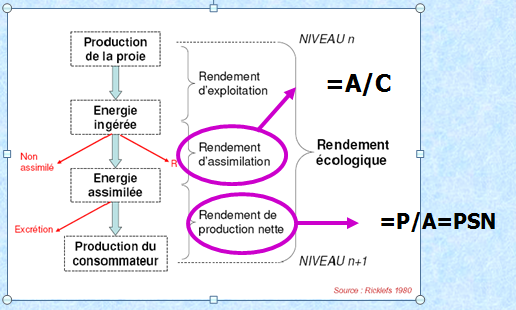 NIVEAU n
Production
de la proie
Rendement
d'exploitation
=A/C
Energie
ingérée
Rendement
écologique
Non
assimilé
R
Rendement
d'assimilation
Energie
assimilée
Rendement de
production nette
=P/A=PSN
Excrétion
Production du
consommateur
NIVEAU n+1
Source : Ricklefs 1980